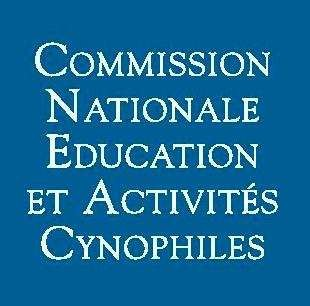 COMMISSION
NATIONALE
EDUCATION
ET ACTIVITÉS
CYNOPHILES